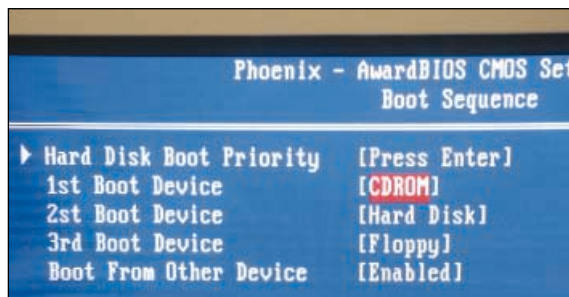 Phoenix - AwardBIOS CMOS Set
Boot Sequence
Hard Disk Boot Priority [Press Enter]
1st Boot Device [CDROM]
2st Boot Device [Hard Disk]
3rd Boot Device [Floppy]
Boot From Other Device [Enabled]